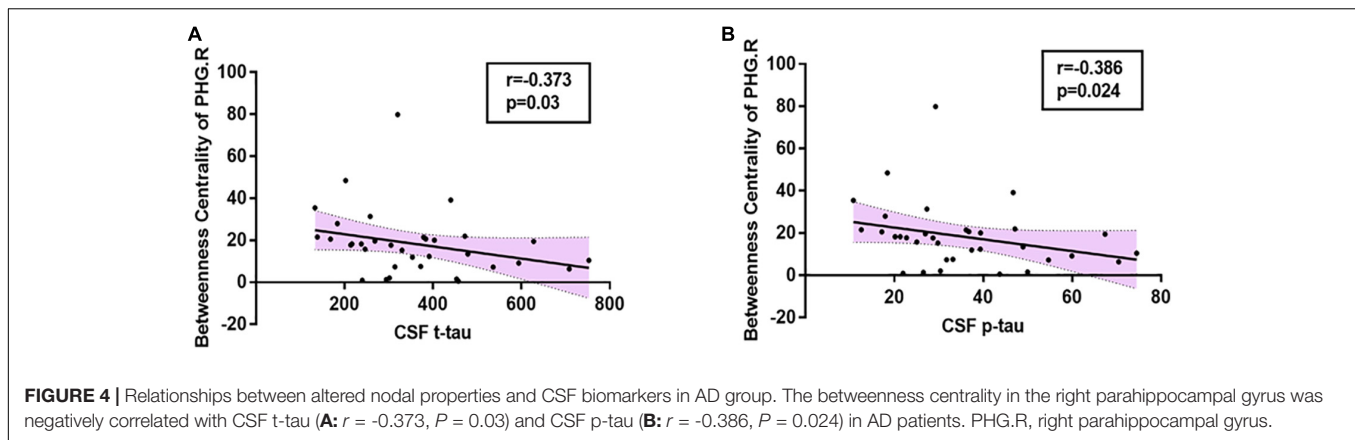 A
Betweenness Centrality of PHG.R
100
80
60
40
20
0
-20
200
400
600
800
CSF t-tau
r=-0.373
p=0.03
B
Betweenness Centrality of PHG.R
100
80
60
40
20
0
-20
20
40
60
80
CSF p-tau
r=-0.386
p=0.024
FIGURE 4 | Relationships between altered nodal properties and CSF biomarkers in AD group. The betweenness centrality in the right parahippocampal gyrus was
negatively correlated with CSF t-tau (A: r = -0.373, P = 0.03) and CSF p-tau (B: r = -0.386, P = 0.024) in AD patients. PHG.R, right parahippocampal gyrus.